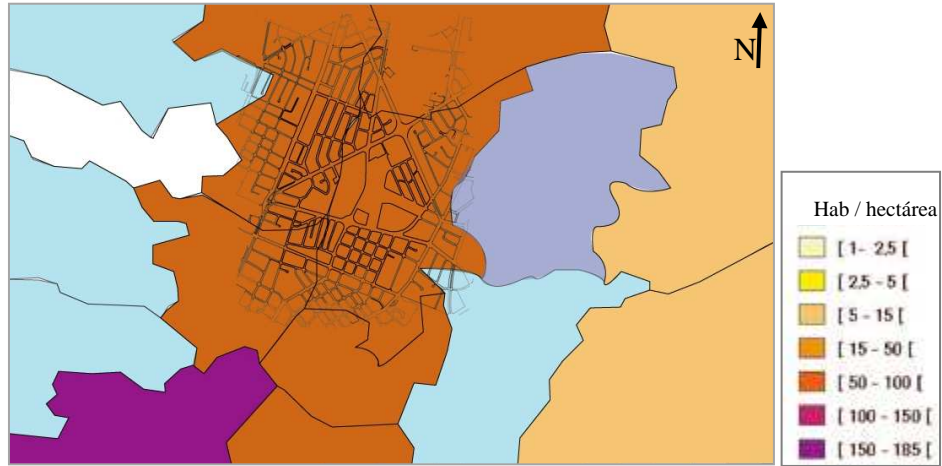 N
Hab / hectárea
[ 1- 2,5 [
[ 2,5 - 5 [
[ 5 - 15 [
[ 15 - 50 [
[ 50 - 100 [
[ 100 - 150 [
[ 150 - 185 [